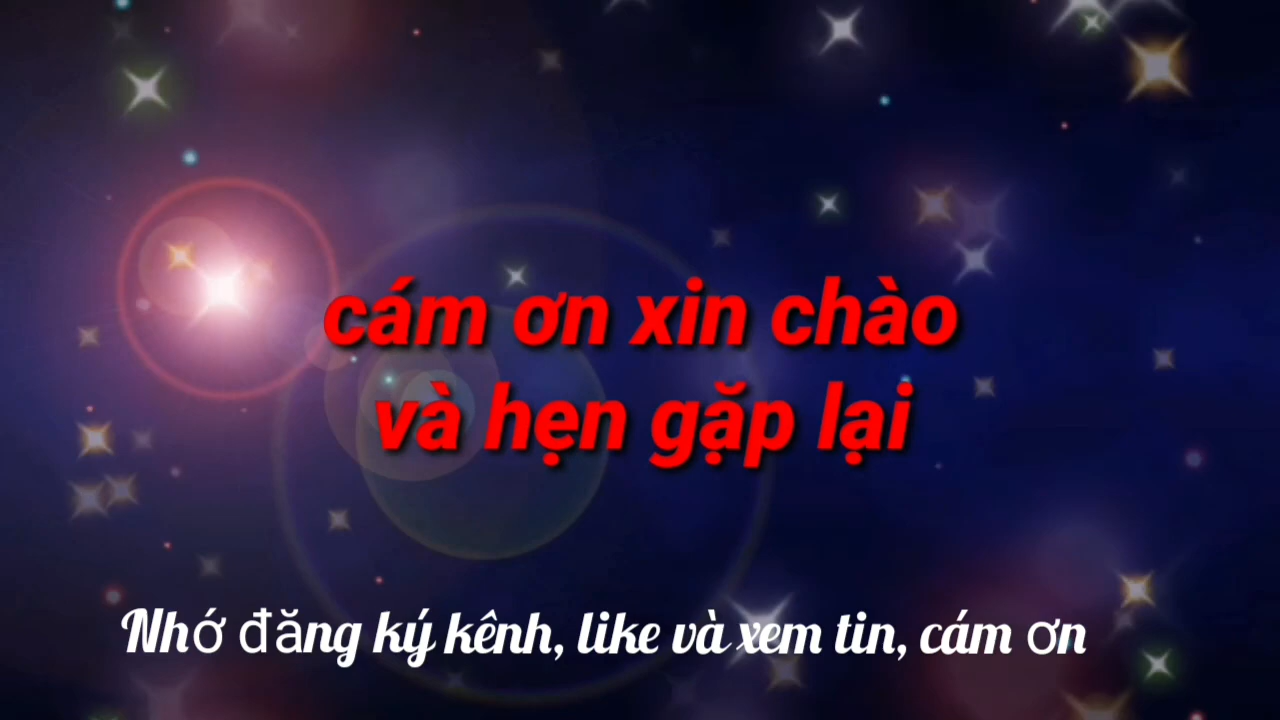 cám ơn xin chào
và hẹn gặp lại
Nhớ đăng ký kênh, like và xem tin, cám ơn